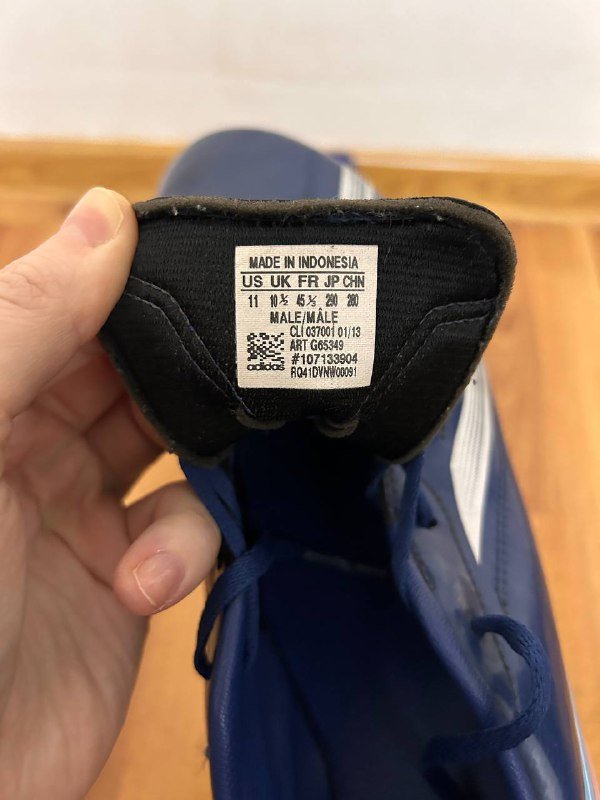 MADE IN INDONESIA
US UK FR JP CHN
11 10½ 45⅓ 290 280
MALE/MÂLE
CLI 037001 01/13
ART G65349
#107133904
adidas RQ41DVNW00091